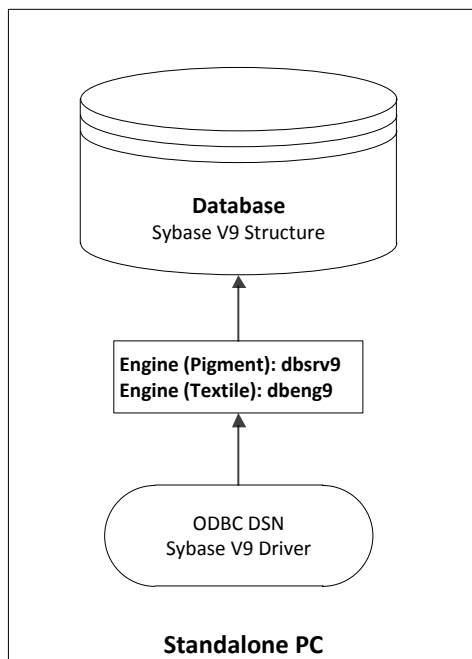 Database
Sybase V9 Structure
Engine (Pigment): dbsrv9
Engine (Textile): dbeng9
ODBC DSN
Sybase V9 Driver
Standalone PC